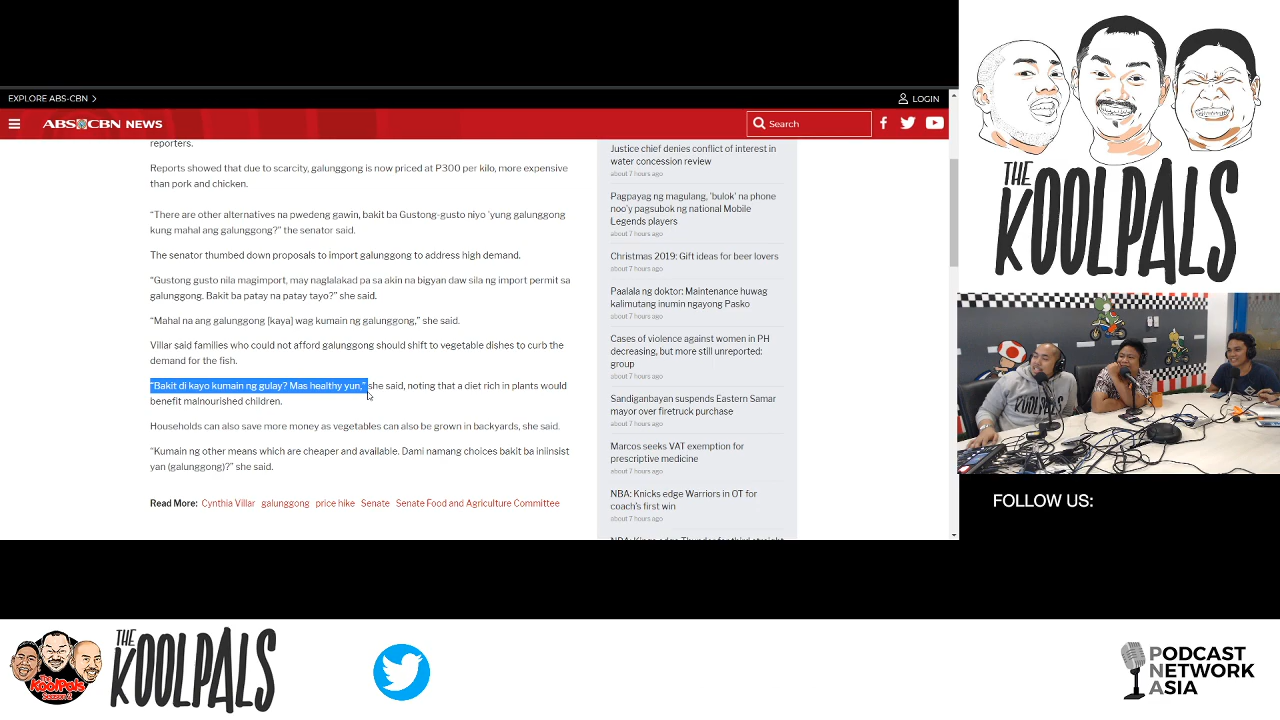 EXPLORE ABS-CBN >
LOGIN
ABS-CBN NEWS
Search
reporters.
Reports showed that due to scarcity, galunggong is now priced at P300 per kilo, more expensive
than pork and chicken.
“There are other alternatives na pwedeng gawin, bakit ba Gustong-gusto niyo 'yung galunggong
kung mahal ang galunggong?” the senator said.
The senator thumbed down proposals to import galunggong to address high demand.
“Gustong gusto nila magimport, may naglalakad pa sa akin na bigyan daw sila ng import permit sa
galunggong. Bakit ba patay na patay tayo?” she said.
“Mahal na ang galunggong [kaya] wag kumain ng galunggong,” she said.
Villar said families who could not afford galunggong should shift to vegetable dishes to curb the
demand for the fish.
“Bakit di kayo kumain ng gulay? Mas healthy yun,” she said, noting that a diet rich in plants would
benefit malnourished children.
Households can also save more money as vegetables can also be grown in backyards, she said.
“Kumain ng other means which are cheaper and available. Dami namang choices bakit ba iniinsist
yan (galunggong)?” she said.
Read More: Cynthia Villar galunggong price hike Senate Senate Food and Agriculture Committee
Justice chief denies conflict of interest in
water concession review
about 7 hours ago
Pagpayag ng magulang, 'bulok' na phone
noo'y pagsubok ng national Mobile
Legends players
about 7 hours ago
Christmas 2019: Gift ideas for beer lovers
about 7 hours ago
Paalala ng doktor: Maintenance huwag
kalimutang inumin ngayong Pasko
about 7 hours ago
Cases of violence against women in PH
decreasing, but more still unreported:
group
about 7 hours ago
Sandiganbayan suspends Eastern Samar
mayor over firetruck purchase
about 7 hours ago
Marcos seeks VAT exemption for
prescriptive medicine
about 7 hours ago
NBA: Knicks edge Warriors in OT for
coach's first win
about 7 hours ago
THE
KOOLPALS
KOOLPALS
FOLLOW US:
The
KoolPals
Season 2
THE
KOOLPALS
PODCAST
NETWORK
ASIA